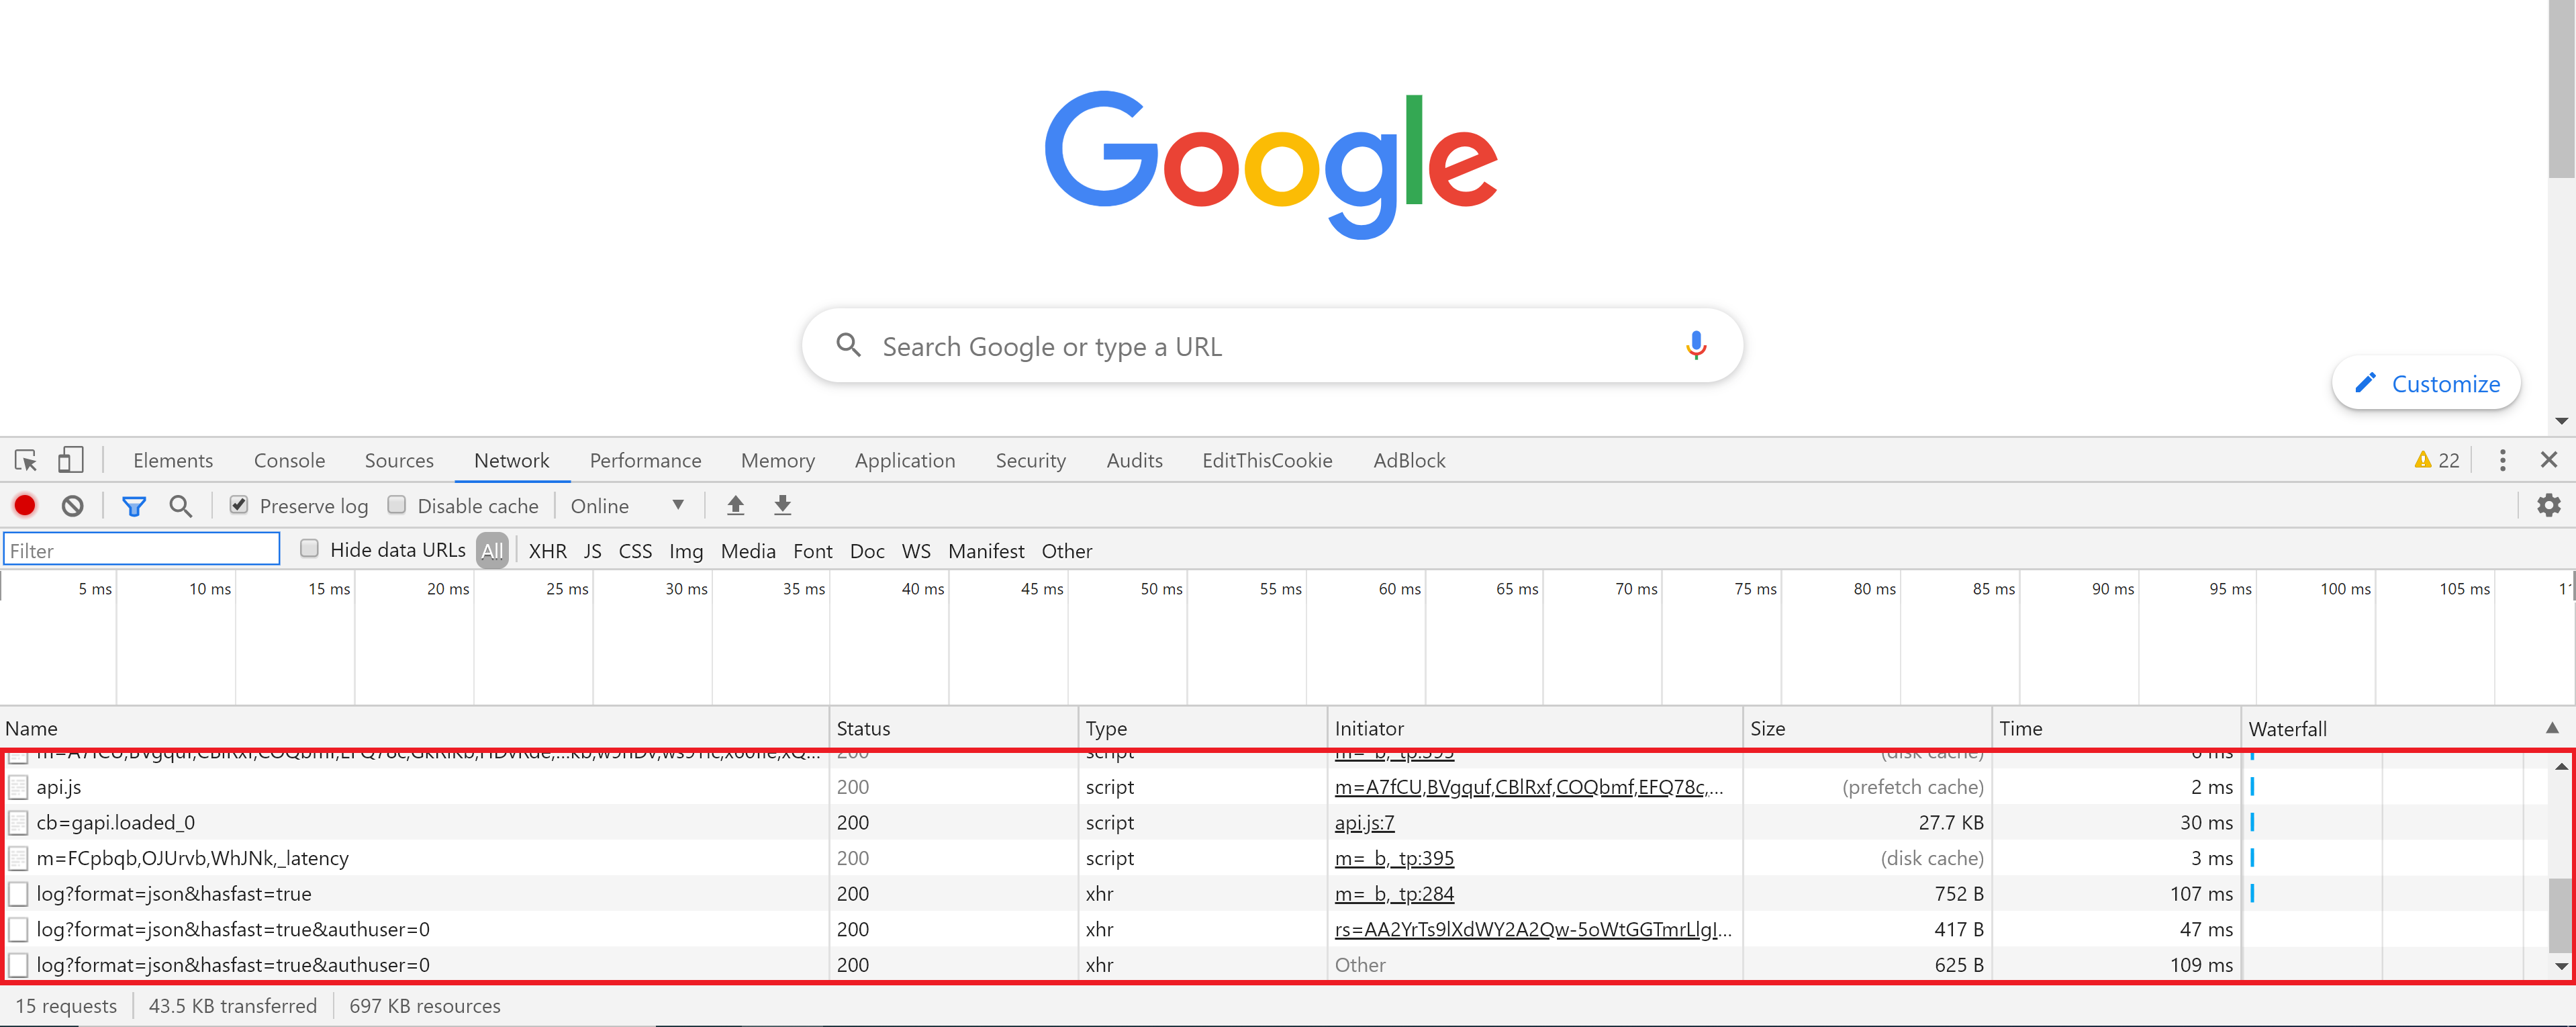 Google
Search Google or type a URL
Customize
Elements Console Sources Network Performance Memory Application Security Audits EditThisCookie AdBlock 22
Preserve log Disable cache Online
Filter Hide data URLs All XHR JS CSS Img Media Font Doc WS Manifest Other
5 ms 10 ms 15 ms 20 ms 25 ms 30 ms 35 ms 40 ms 45 ms 50 ms 55 ms 60 ms 65 ms 70 ms 75 ms 80 ms 85 ms 90 ms 95 ms 100 ms 105 ms
Name Status Type Initiator Size Time Waterfall
200 script m=_b,_tp:395 (disk cache) 6 ms
api.js 200 script m=A7fCU,BVgquf,CBlRxf,COQbmf,EFQ78c,... (prefetch cache) 2 ms
cb=gapi.loaded_0 200 script api.js:7 27.7 KB 30 ms
m=FCpbqb,OJUrvb,WhJNk,_latency 200 script m=_b,_tp:395 (disk cache) 3 ms
log?format=json&hasfast=true 200 xhr m=_b,_tp:284 752 B 107 ms
log?format=json&hasfast=true&authuser=0 200 xhr rs=AA2YrTs9lXdWY2A2Qw-5oWtGGTmrLlgI... 417 B 47 ms
log?format=json&hasfast=true&authuser=0 200 xhr Other 625 B 109 ms
15 requests 43.5 KB transferred 697 KB resources